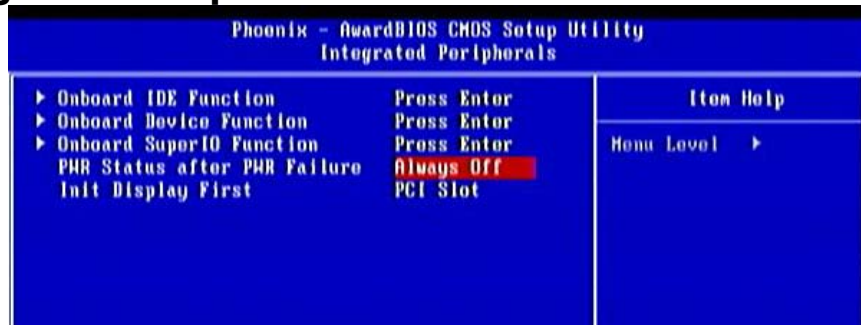 Phoenix - AwardBIOS CMOS Setup Utility
Integrated Peripherals
▶ Onboard IDE Function Press Enter
▶ Onboard Device Function Press Enter
▶ Onboard SuperIO Function Press Enter
PWR Status after PWR Failure Always Off
Init Display First PCI Slot
Item Help
Menu Level ▶